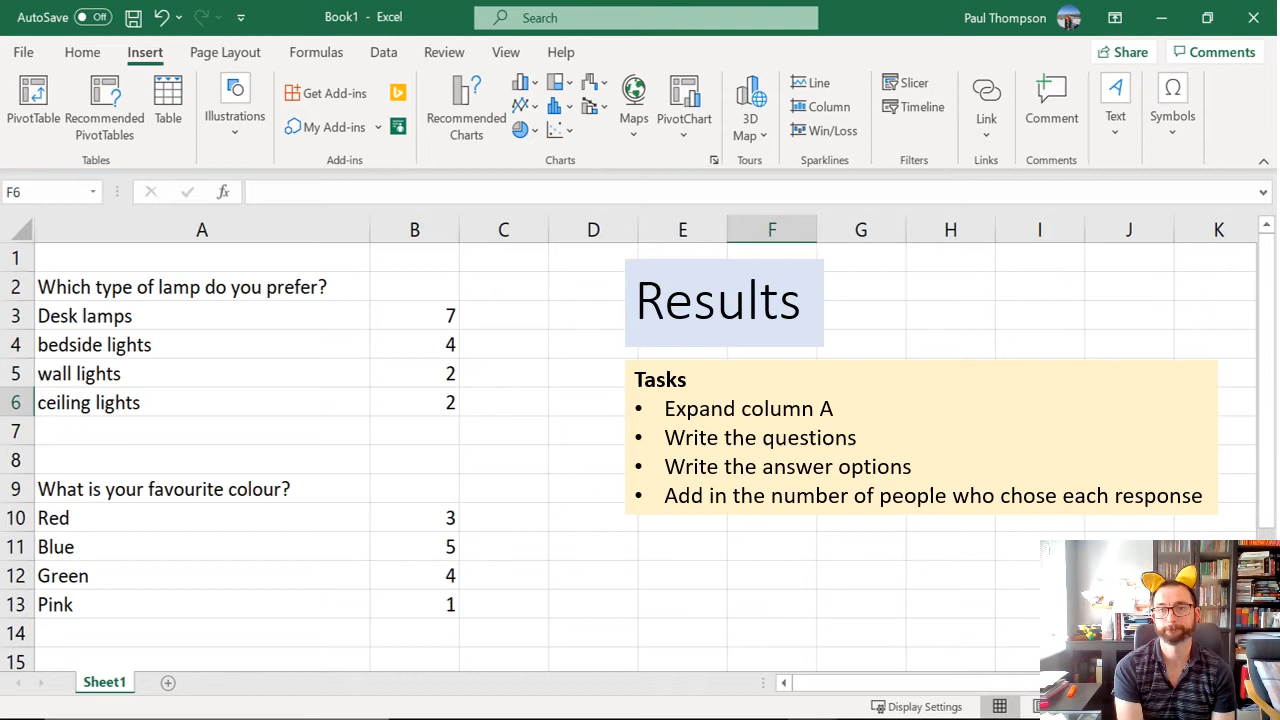 AutoSave Off Book1 - Excel Search Paul Thompson
File Home Insert Page Layout Formulas Data Review View Help Share Comments
PivotTable Recommended PivotTables Table Illustrations Get Add-ins My Add-ins Recommended Charts Maps PivotChart 3D Map Line Column Win/Loss Slicer Timeline Link Comment Text Symbols
Tables Add-ins Charts Tours Sparklines Filters Links Comments
F6 fx
A B C D E F G H I J K
1
2 Which type of lamp do you prefer?
3 Desk lamps 7
4 bedside lights 4
5 wall lights 2
6 ceiling lights 2
7
8
9 What is your favourite colour?
10 Red 3
11 Blue 5
12 Green 4
13 Pink 1
14
15
Results
Tasks
• Expand column A
• Write the questions
• Write the answer options
• Add in the number of people who chose each response
Sheet1
Display Settings